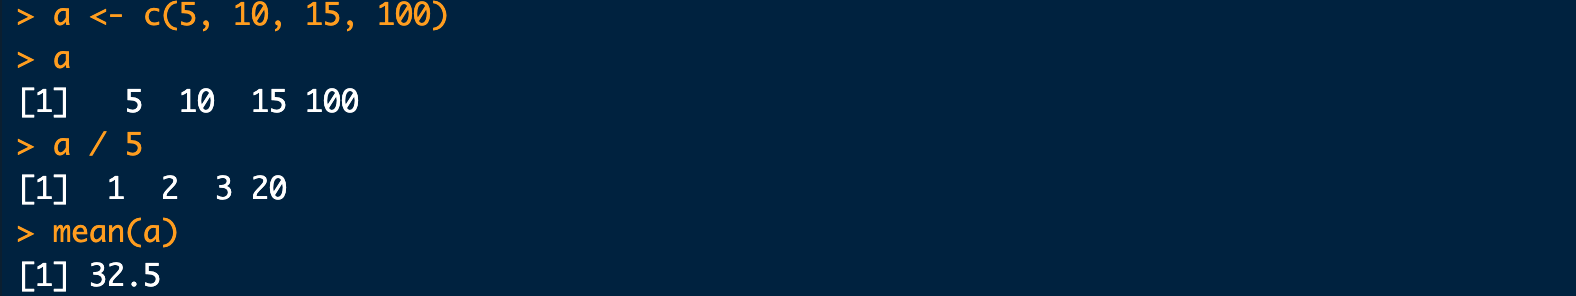 > a <- c(5, 10, 15, 100)
> a
[1]   5  10  15 100
> a / 5
[1]  1  2  3 20
> mean(a)
[1] 32.5